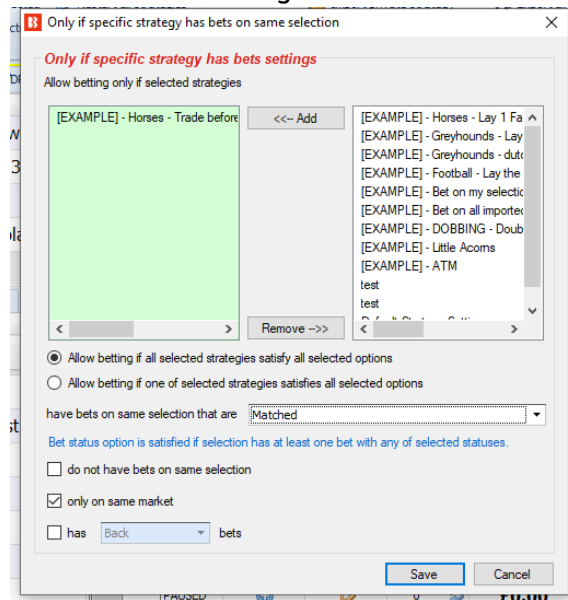 Only if specific strategy has bets on same selection
Only if specific strategy has bets settings
Allow betting only if selected strategies
[EXAMPLE] - Horses - Trade before
<<-- Add
[EXAMPLE] - Horses - Lay 1 Fa
[EXAMPLE] - Greyhounds - Lay
[EXAMPLE] - Greyhounds - dutc
[EXAMPLE] - Football - Lay the
[EXAMPLE] - Bet on my selectic
[EXAMPLE] - Bet on all importec
[EXAMPLE] - DOBBING - Doub
[EXAMPLE] - Little Acorns
[EXAMPLE] - ATM
test
test
Remove -->>
Allow betting if all selected strategies satisfy all selected options
Allow betting if one of selected strategies satisfies all selected options
have bets on same selection that are Matched
Bet status option is satisfied if selection has at least one bet with any of selected statuses.
do not have bets on same selection
only on same market
has Back bets
Save Cancel
PAUSED 0 £0.00